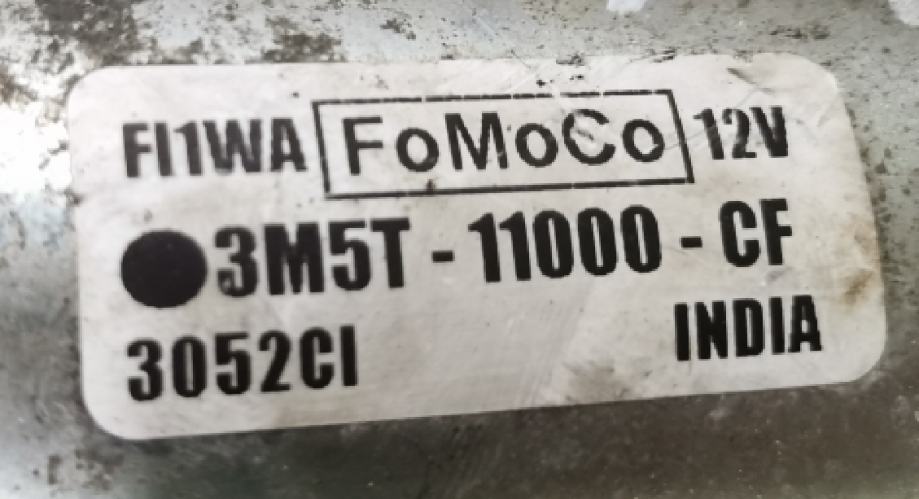 FI1WA FoMoCo 12V
3M5T - 11000 - CF
3052CI INDIA